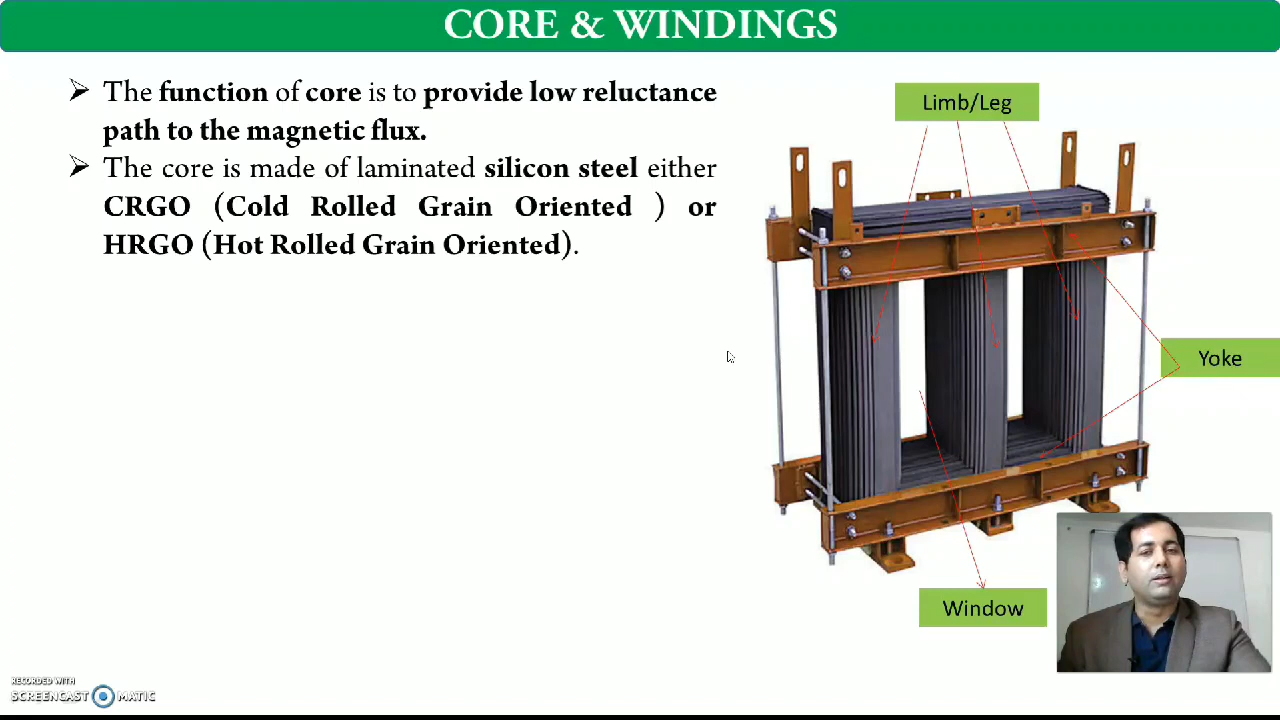 CORE & WINDINGS
➢ The function of core is to provide low reluctance
path to the magnetic flux.
➢ The core is made of laminated silicon steel either
CRGO (Cold Rolled Grain Oriented ) or
HRGO (Hot Rolled Grain Oriented).
Limb/Leg
Yoke
Window
RECORDED WITH
SCREENCAST MATIC